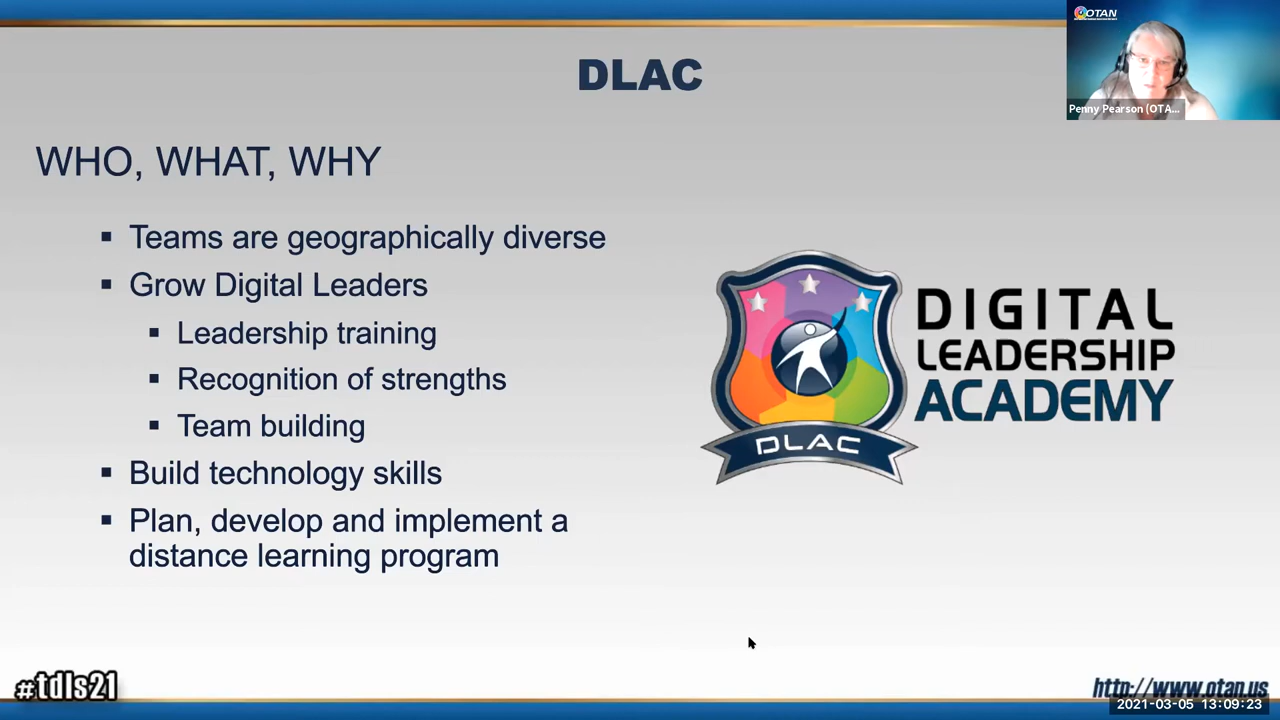 OTAN
Penny Pearson (OTA...
DLAC
WHO, WHAT, WHY
▪ Teams are geographically diverse
▪ Grow Digital Leaders
▪ Leadership training
▪ Recognition of strengths
▪ Team building
▪ Build technology skills
▪ Plan, develop and implement a
distance learning program
DIGITAL
LEADERSHIP
ACADEMY
DLAC
#tdls21
http://www.otan.us
2021-03-05 13:09:23